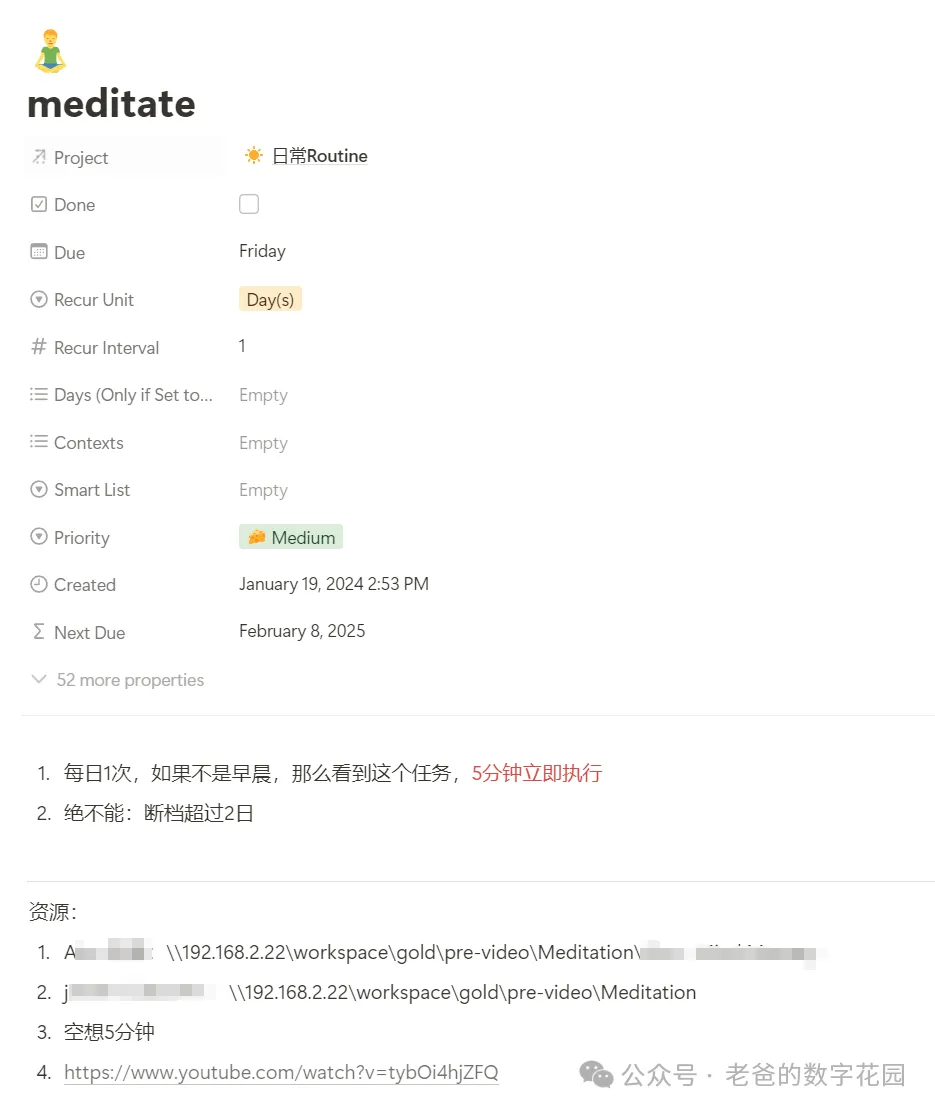 meditate
Project 日常Routine
Done
Due Friday
Recur Unit Day(s)
Recur Interval 1
Days (Only if Set to... Empty
Contexts Empty
Smart List Empty
Priority Medium
Created January 19, 2024 2:53 PM
Next Due February 8, 2025
52 more properties
1. 每日1次，如果不是早晨，那么看到这个任务，5分钟立即执行
2. 绝不能：断档超过2日
资源：
1. \\192.168.2.22\workspace\gold\pre-video\Meditation\
2. \\192.168.2.22\workspace\gold\pre-video\Meditation
3. 空想5分钟
4. https://www.youtube.com/watch?v=tybOi4hjZFQ
公众号 · 老爸的数字花园